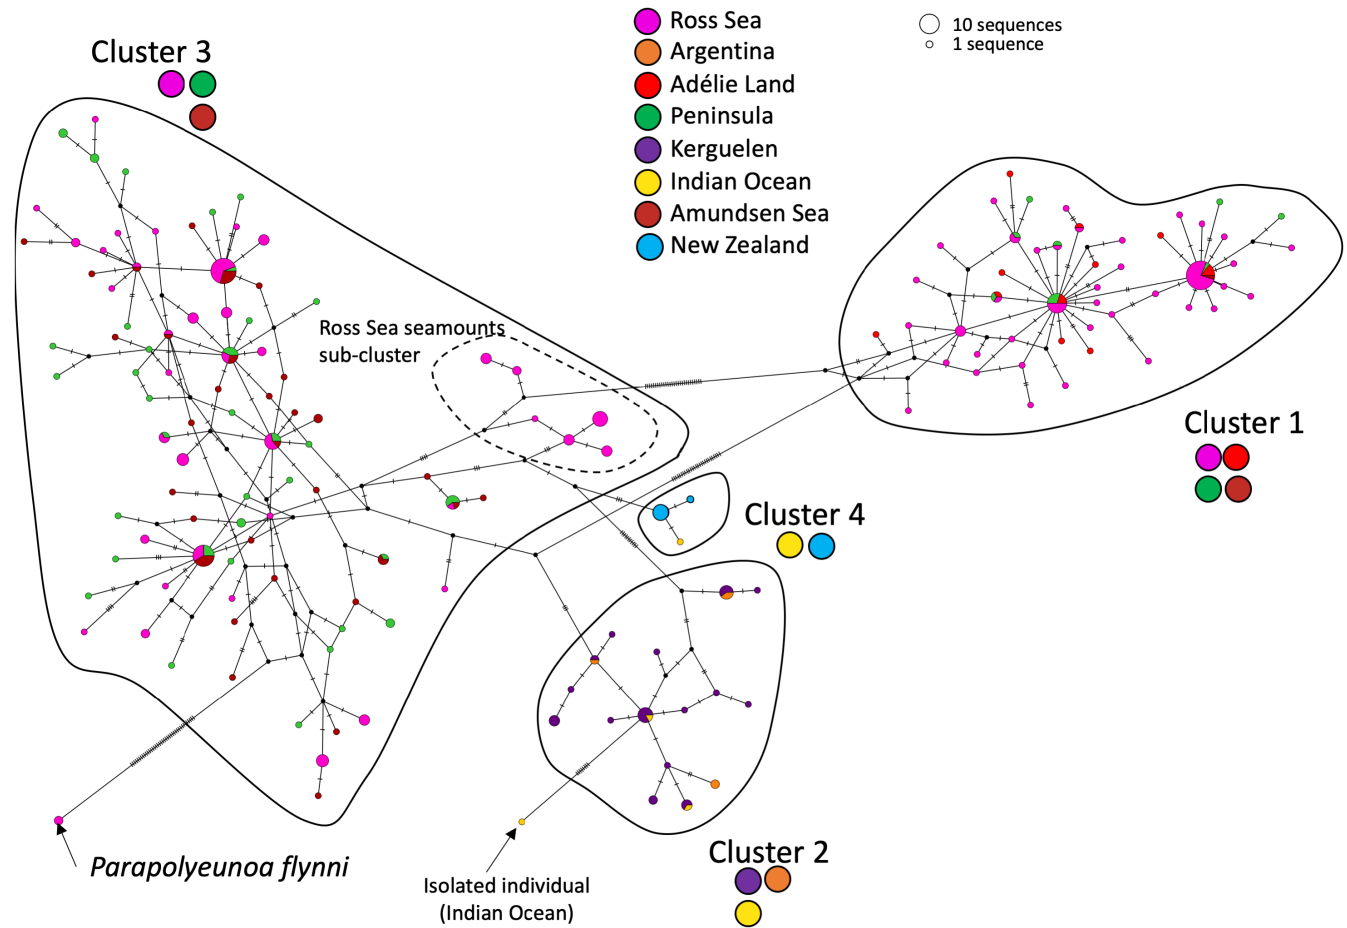 Cluster 3
Ross Sea
Argentina
Adélie Land
Peninsula
Kerguelen
Indian Ocean
Amundsen Sea
New Zealand
10 sequences
1 sequence
Ross Sea seamounts
sub-cluster
Cluster 1
Cluster 4
Cluster 2
Parapolyeunoa flynni
Isolated individual
(Indian Ocean)